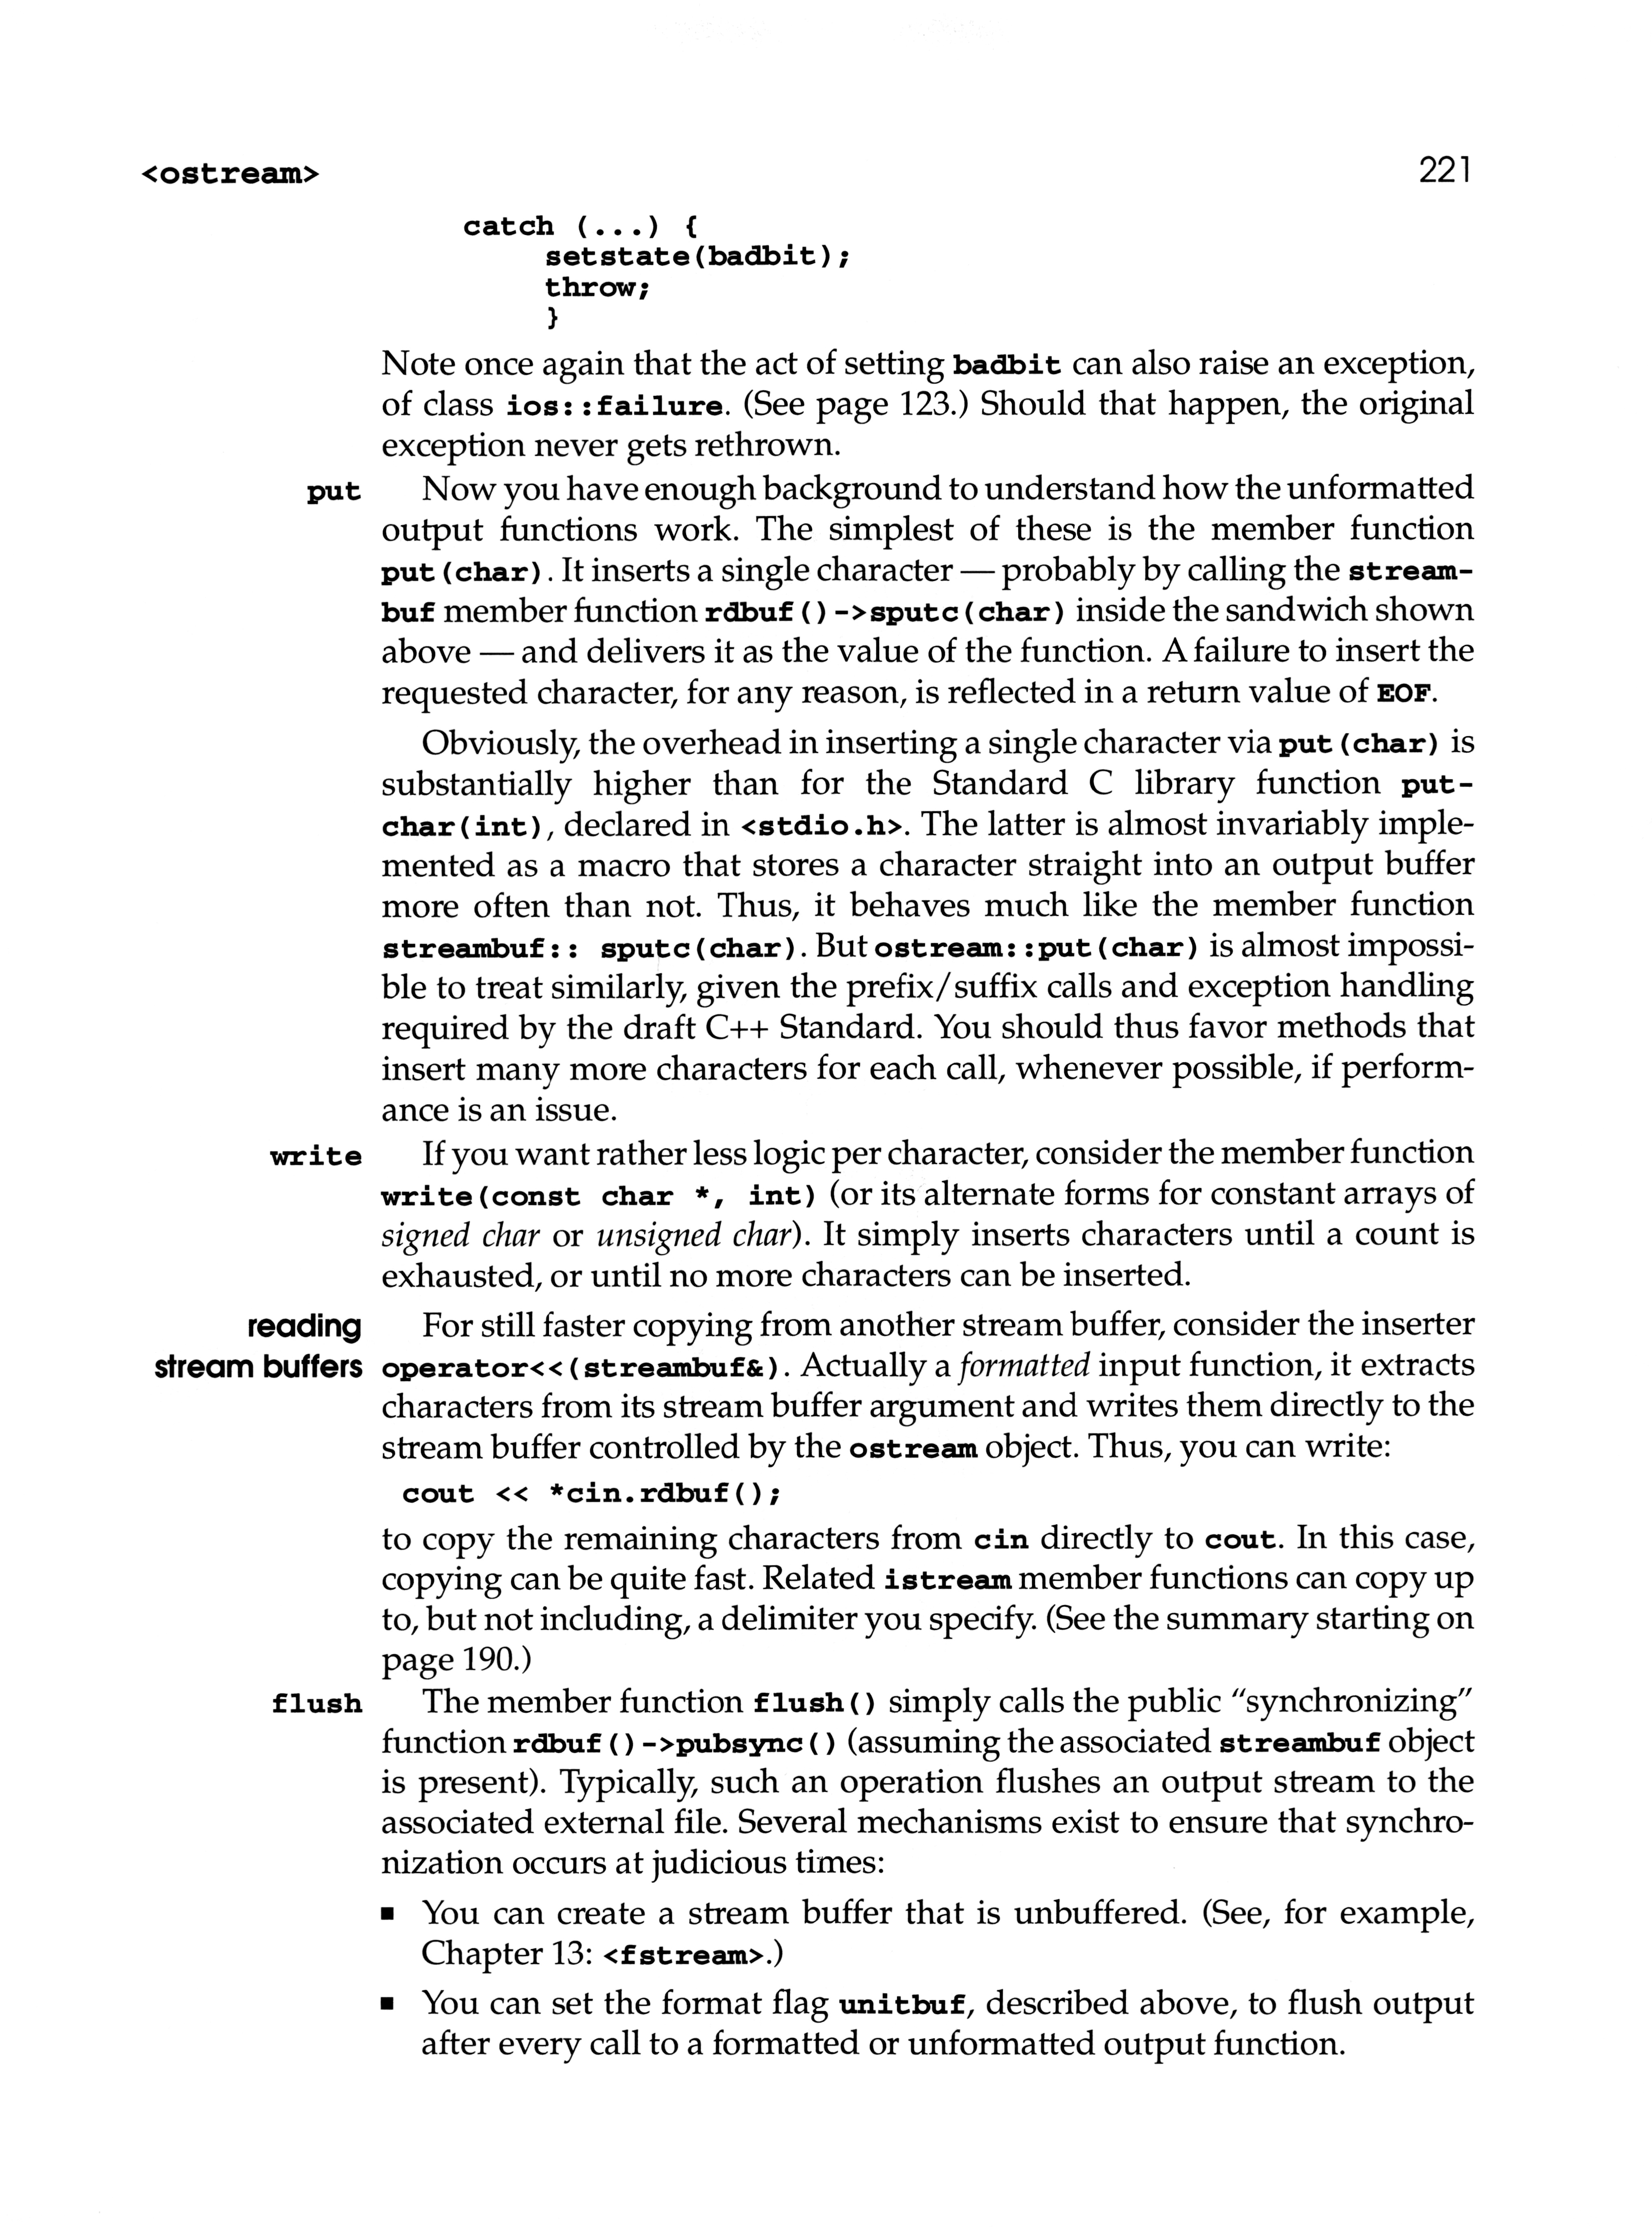 <ostream> 221
catch (...) {
setstate(badbit);
throw;
}
Note once again that the act of setting badbit can also raise an exception,
of class ios::failure. (See page 123.) Should that happen, the original
exception never gets rethrown.
put Now you have enough background to understand how the unformatted
output functions work. The simplest of these is the member function
put(char). It inserts a single character — probably by calling the stream-
buf member function rdbuf()->sputc(char) inside the sandwich shown
above — and delivers it as the value of the function. A failure to insert the
requested character, for any reason, is reflected in a return value of EOF.
Obviously, the overhead in inserting a single character via put(char) is
substantially higher than for the Standard C library function put-
char(int), declared in <stdio.h>. The latter is almost invariably imple-
mented as a macro that stores a character straight into an output buffer
more often than not. Thus, it behaves much like the member function
streambuf:: sputc(char). But ostream::put(char) is almost impossi-
ble to treat similarly, given the prefix/suffix calls and exception handling
required by the draft C++ Standard. You should thus favor methods that
insert many more characters for each call, whenever possible, if perform-
ance is an issue.
write If you want rather less logic per character, consider the member function
write(const char *, int) (or its alternate forms for constant arrays of
signed char or unsigned char). It simply inserts characters until a count is
exhausted, or until no more characters can be inserted.
reading For still faster copying from another stream buffer, consider the inserter
stream buffers operator<<(streambuf&). Actually a formatted input function, it extracts
characters from its stream buffer argument and writes them directly to the
stream buffer controlled by the ostream object. Thus, you can write:
cout << *cin.rdbuf();
to copy the remaining characters from cin directly to cout. In this case,
copying can be quite fast. Related istream member functions can copy up
to, but not including, a delimiter you specify. (See the summary starting on
page 190.)
flush The member function flush() simply calls the public "synchronizing"
function rdbuf()->pubsync() (assuming the associated streambuf object
is present). Typically, such an operation flushes an output stream to the
associated external file. Several mechanisms exist to ensure that synchro-
nization occurs at judicious times:
■ You can create a stream buffer that is unbuffered. (See, for example,
Chapter 13: <fstream>.)
■ You can set the format flag unitbuf, described above, to flush output
after every call to a formatted or unformatted output function.